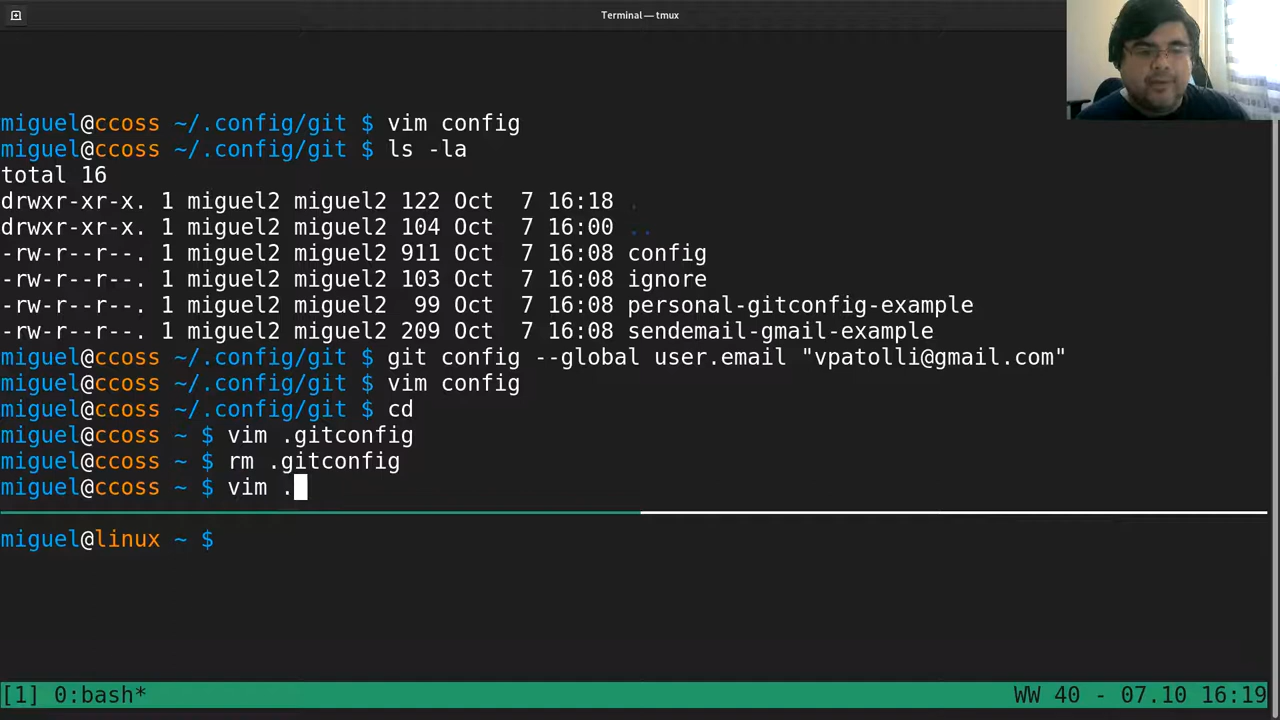 Terminal — tmux
miguel@ccoss ~/.config/git $ vim config
miguel@ccoss ~/.config/git $ ls -la
total 16
drwxr-xr-x. 1 miguel2 miguel2 122 Oct  7 16:18 .
drwxr-xr-x. 1 miguel2 miguel2 104 Oct  7 16:00 ..
-rw-r--r--. 1 miguel2 miguel2 911 Oct  7 16:08 config
-rw-r--r--. 1 miguel2 miguel2 103 Oct  7 16:08 ignore
-rw-r--r--. 1 miguel2 miguel2  99 Oct  7 16:08 personal-gitconfig-example
-rw-r--r--. 1 miguel2 miguel2 209 Oct  7 16:08 sendemail-gmail-example
miguel@ccoss ~/.config/git $ git config --global user.email "vpatolli@gmail.com"
miguel@ccoss ~/.config/git $ vim config
miguel@ccoss ~/.config/git $ cd
miguel@ccoss ~ $ vim .gitconfig
miguel@ccoss ~ $ rm .gitconfig
miguel@ccoss ~ $ vim .
miguel@linux ~ $
[1] 0:bash* WW 40 - 07.10 16:19